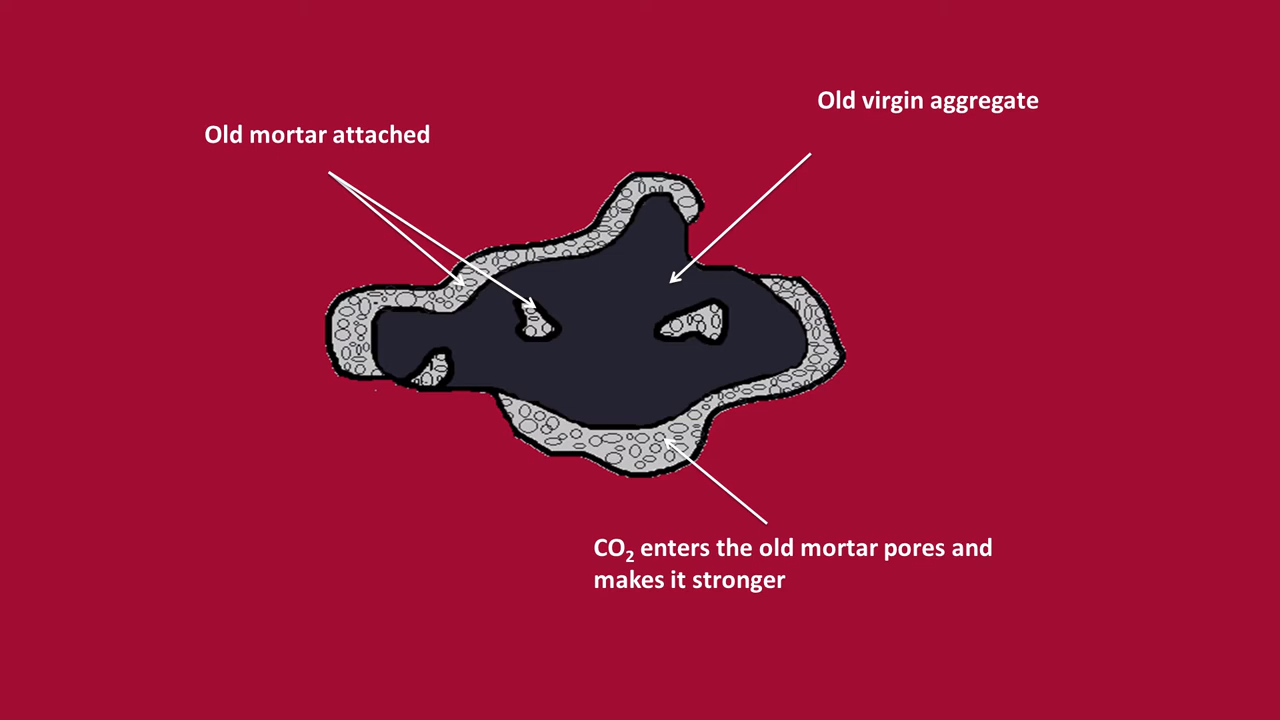 Old virgin aggregate
Old mortar attached
CO₂ enters the old mortar pores and
makes it stronger